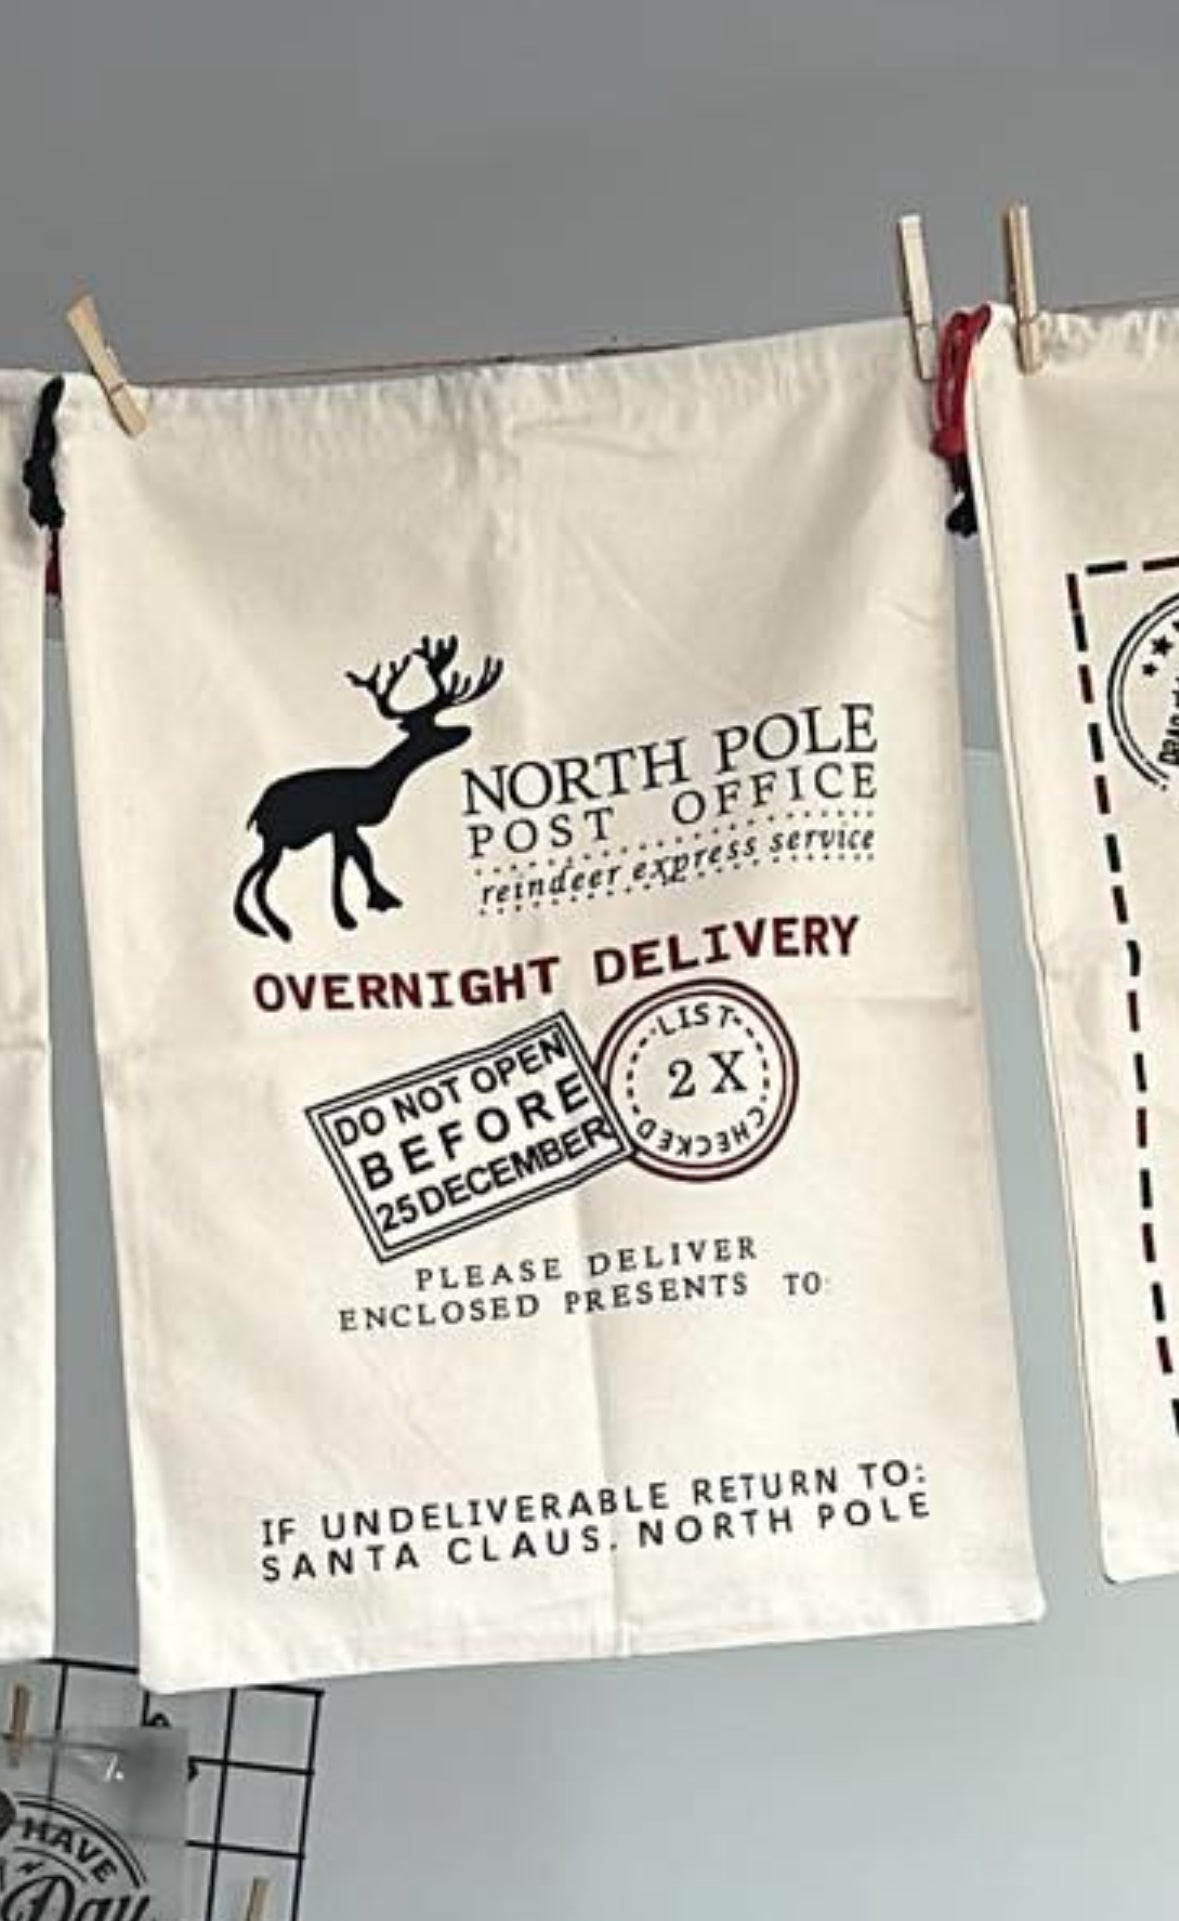 NORTH POLE
POST OFFICE
reindeer express service
OVERNIGHT DELIVERY
LIST
2 X
CHECKED
DO NOT OPEN
BEFORE
25 DECEMBER
PLEASE DELIVER
ENCLOSED PRESENTS TO:
IF UNDELIVERABLE RETURN TO:
SANTA CLAUS, NORTH POLE
HAVE
Day